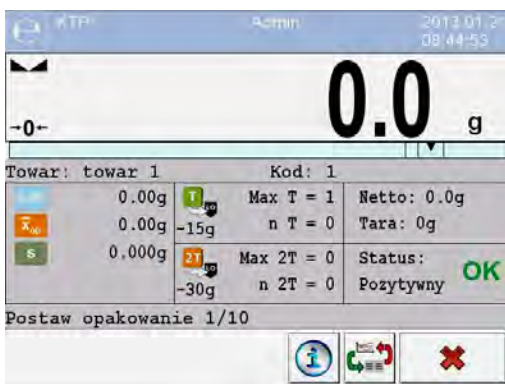 KTP Admin 2013.01.2
08:44:53
0.0 g
→0←
Towar: towar 1 Kod: 1
0.00g T Max T = 1 Netto: 0.0g
0.00g -15g n T = 0 Tara: 0g
s 0.000g 2T Max 2T = 0 Status: OK
-30g n 2T = 0 Pozytywny
Postaw opakowanie 1/10